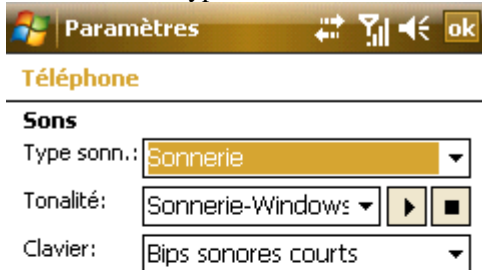 Paramètres ok
Téléphone
Sons
Type sonn.: Sonnerie
Tonalité: Sonnerie-Windows
Clavier: Bips sonores courts